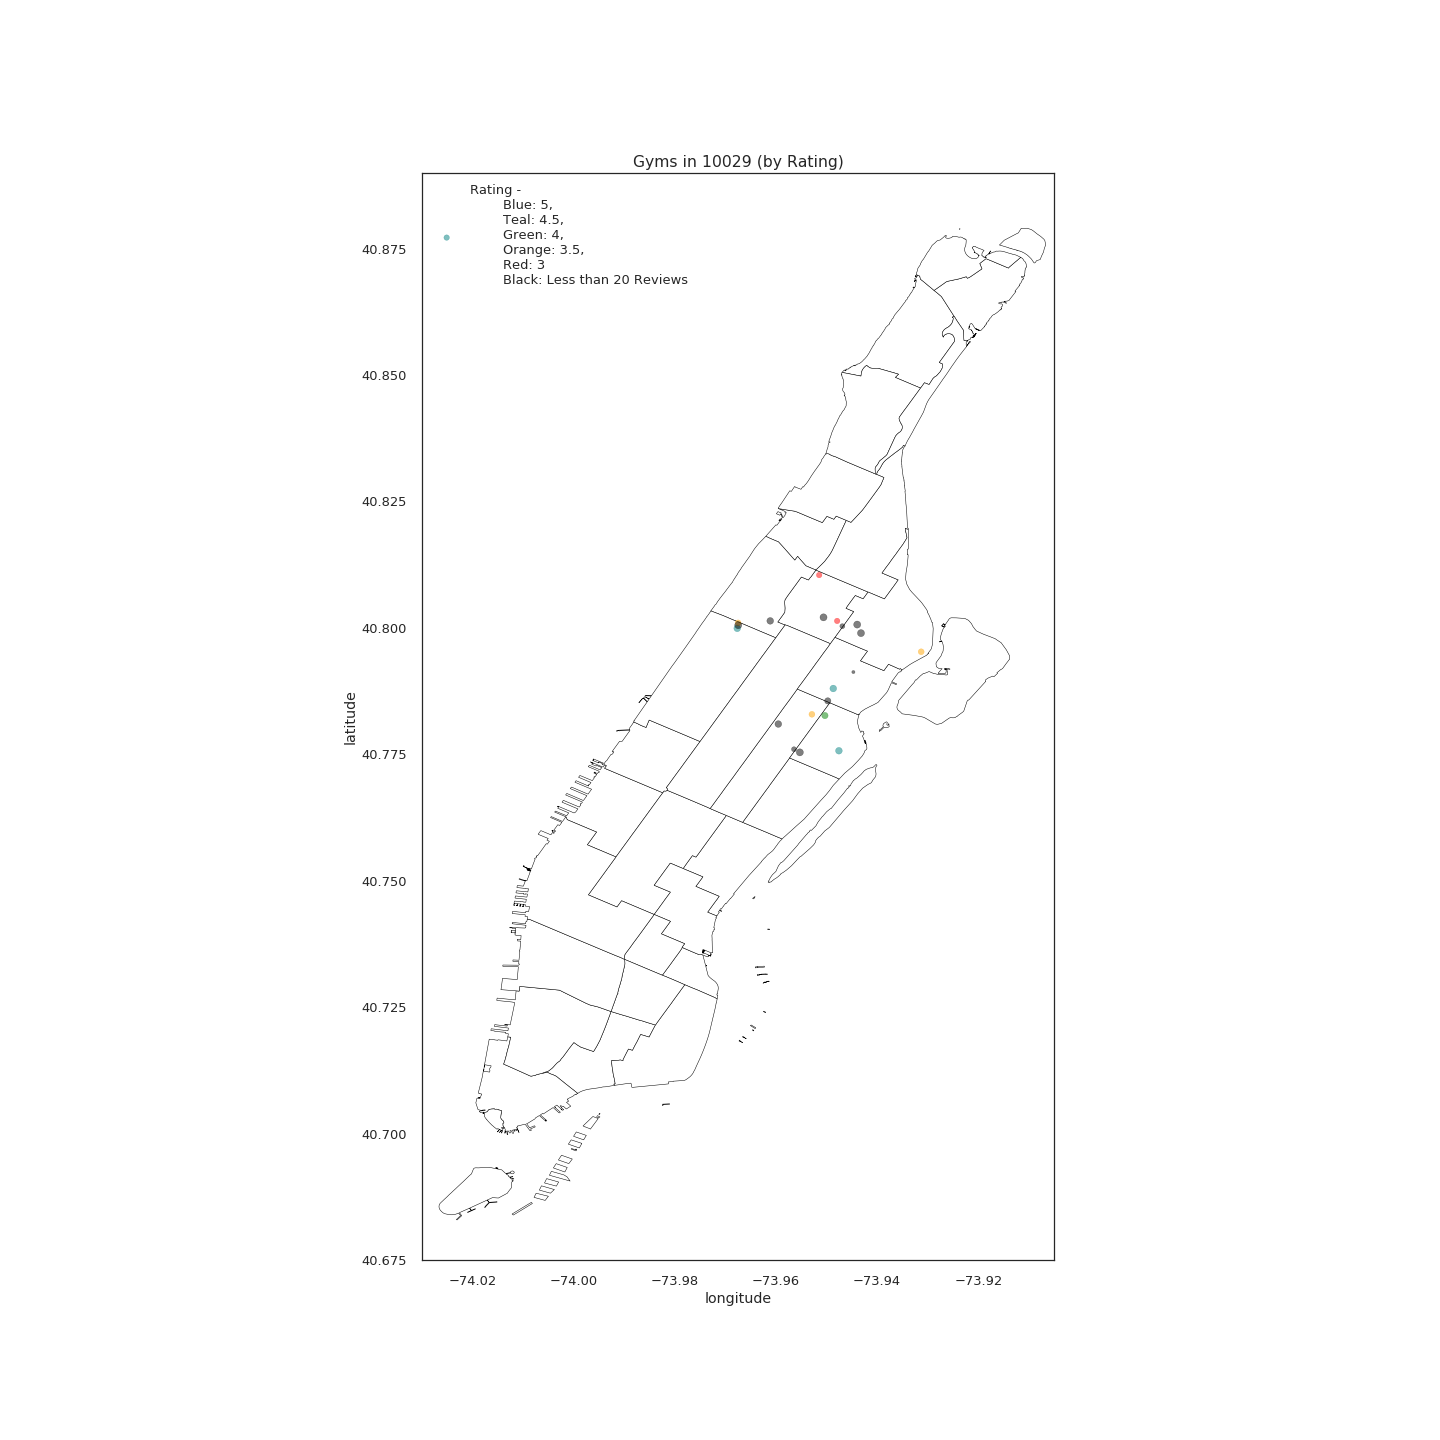 Gyms in 10029 (by Rating)
Rating -
Blue: 5,
Teal: 4.5,
Green: 4,
Orange: 3.5,
Red: 3
Black: Less than 20 Reviews
40.875
40.850
40.825
40.800
40.775
40.750
40.725
40.700
40.675
latitude
−74.02 −74.00 −73.98 −73.96 −73.94 −73.92
longitude